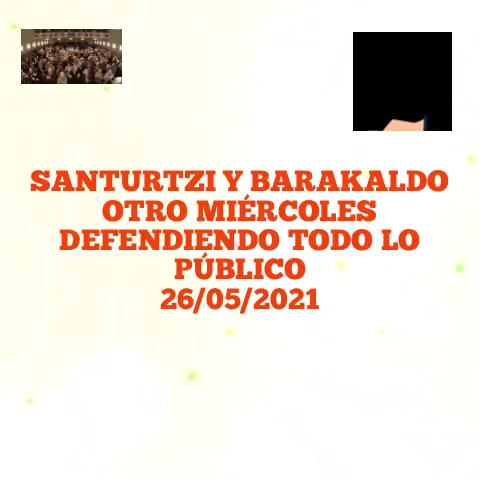 SANTURTZI Y BARAKALDO
OTRO MIÉRCOLES
DEFENDIENDO TODO LO
PÚBLICO
26/05/2021